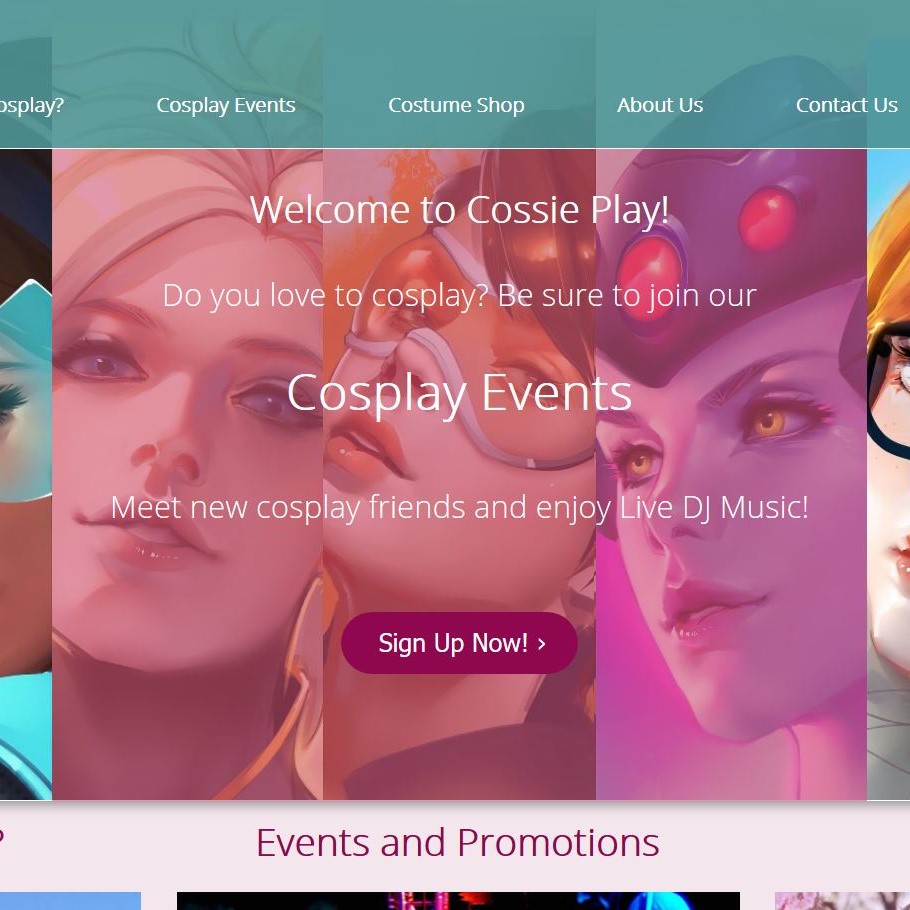 osplay? Cosplay Events Costume Shop About Us Contact Us
Welcome to Cossie Play!
Do you love to cosplay? Be sure to join our
Cosplay Events
Meet new cosplay friends and enjoy Live DJ Music!
Sign Up Now! ›
? Events and Promotions